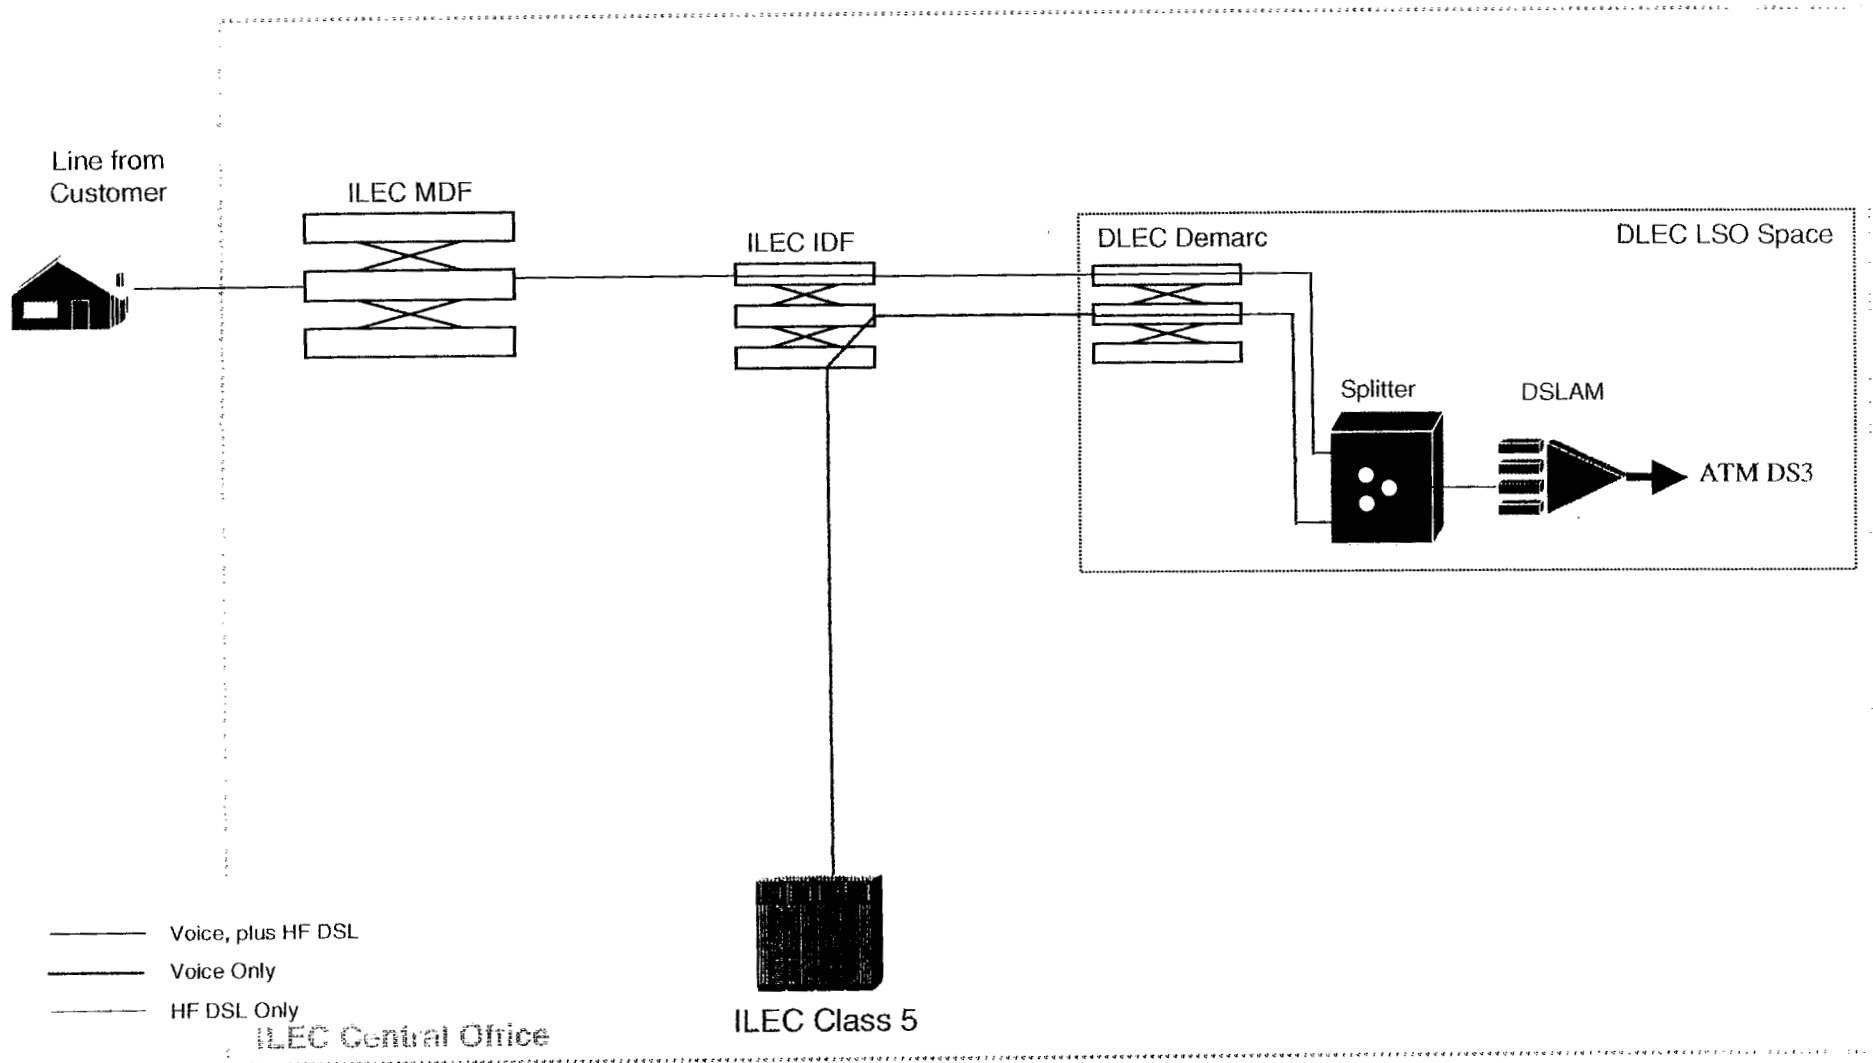 Line from
Customer
ILEC MDF
ILEC IDF
DLEC Demarc
DLEC LSO Space
Splitter
DSLAM
ATM DS3
Voice, plus HF DSL
Voice Only
HF DSL Only
ILEC Central Office
ILEC Class 5